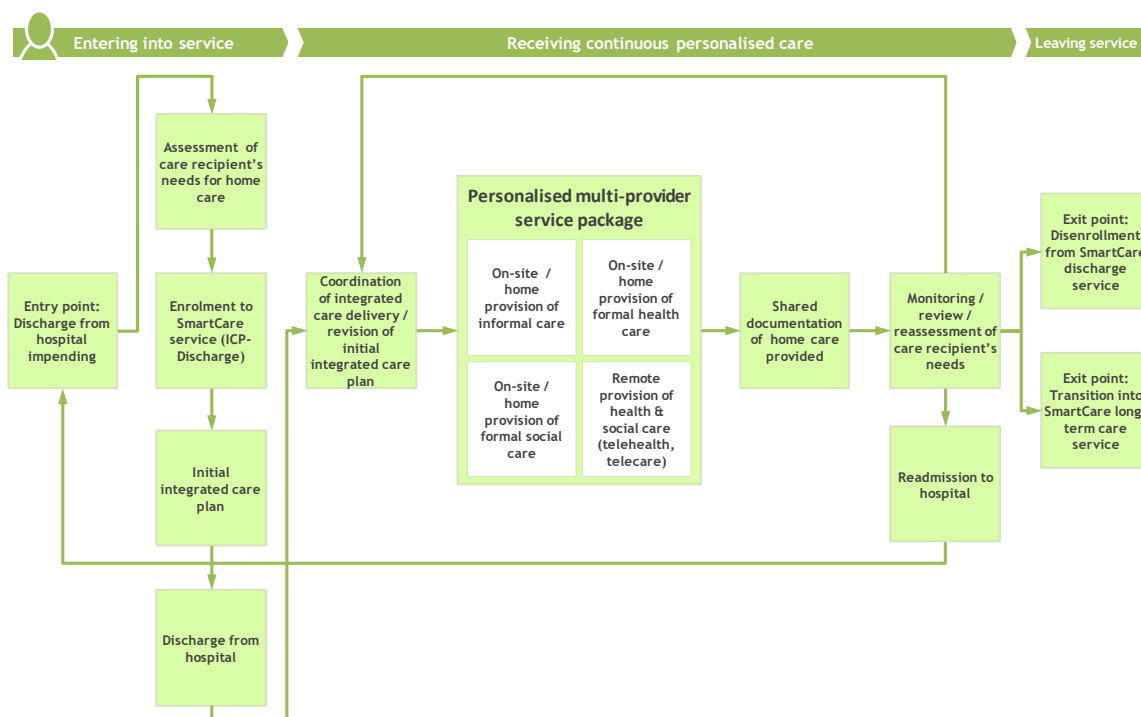 Entering into service
Receiving continuous personalised care
Leaving service
Assessment of
care recipient's
needs for home
care
Entry point:
Discharge from
hospital
impending
Enrolment to
SmartCare
service (ICP-
Discharge)
Initial
integrated care
plan
Discharge from
hospital
Coordination
of integrated
care delivery /
revision of
initial
integrated care
plan
Personalised multi-provider
service package
On-site /
home
provision of
informal care
On-site /
home
provision of
formal health
care
On-site /
home
provision of
formal social
care
Remote
provision of
health &
social care
(telehealth,
telecare)
Shared
documentation
of home care
provided
Monitoring /
review /
reassessment of
care recipient's
needs
Readmission to
hospital
Exit point:
Disenrollment
from SmartCare
discharge
service
Exit point:
Transition into
SmartCare long
term care
service